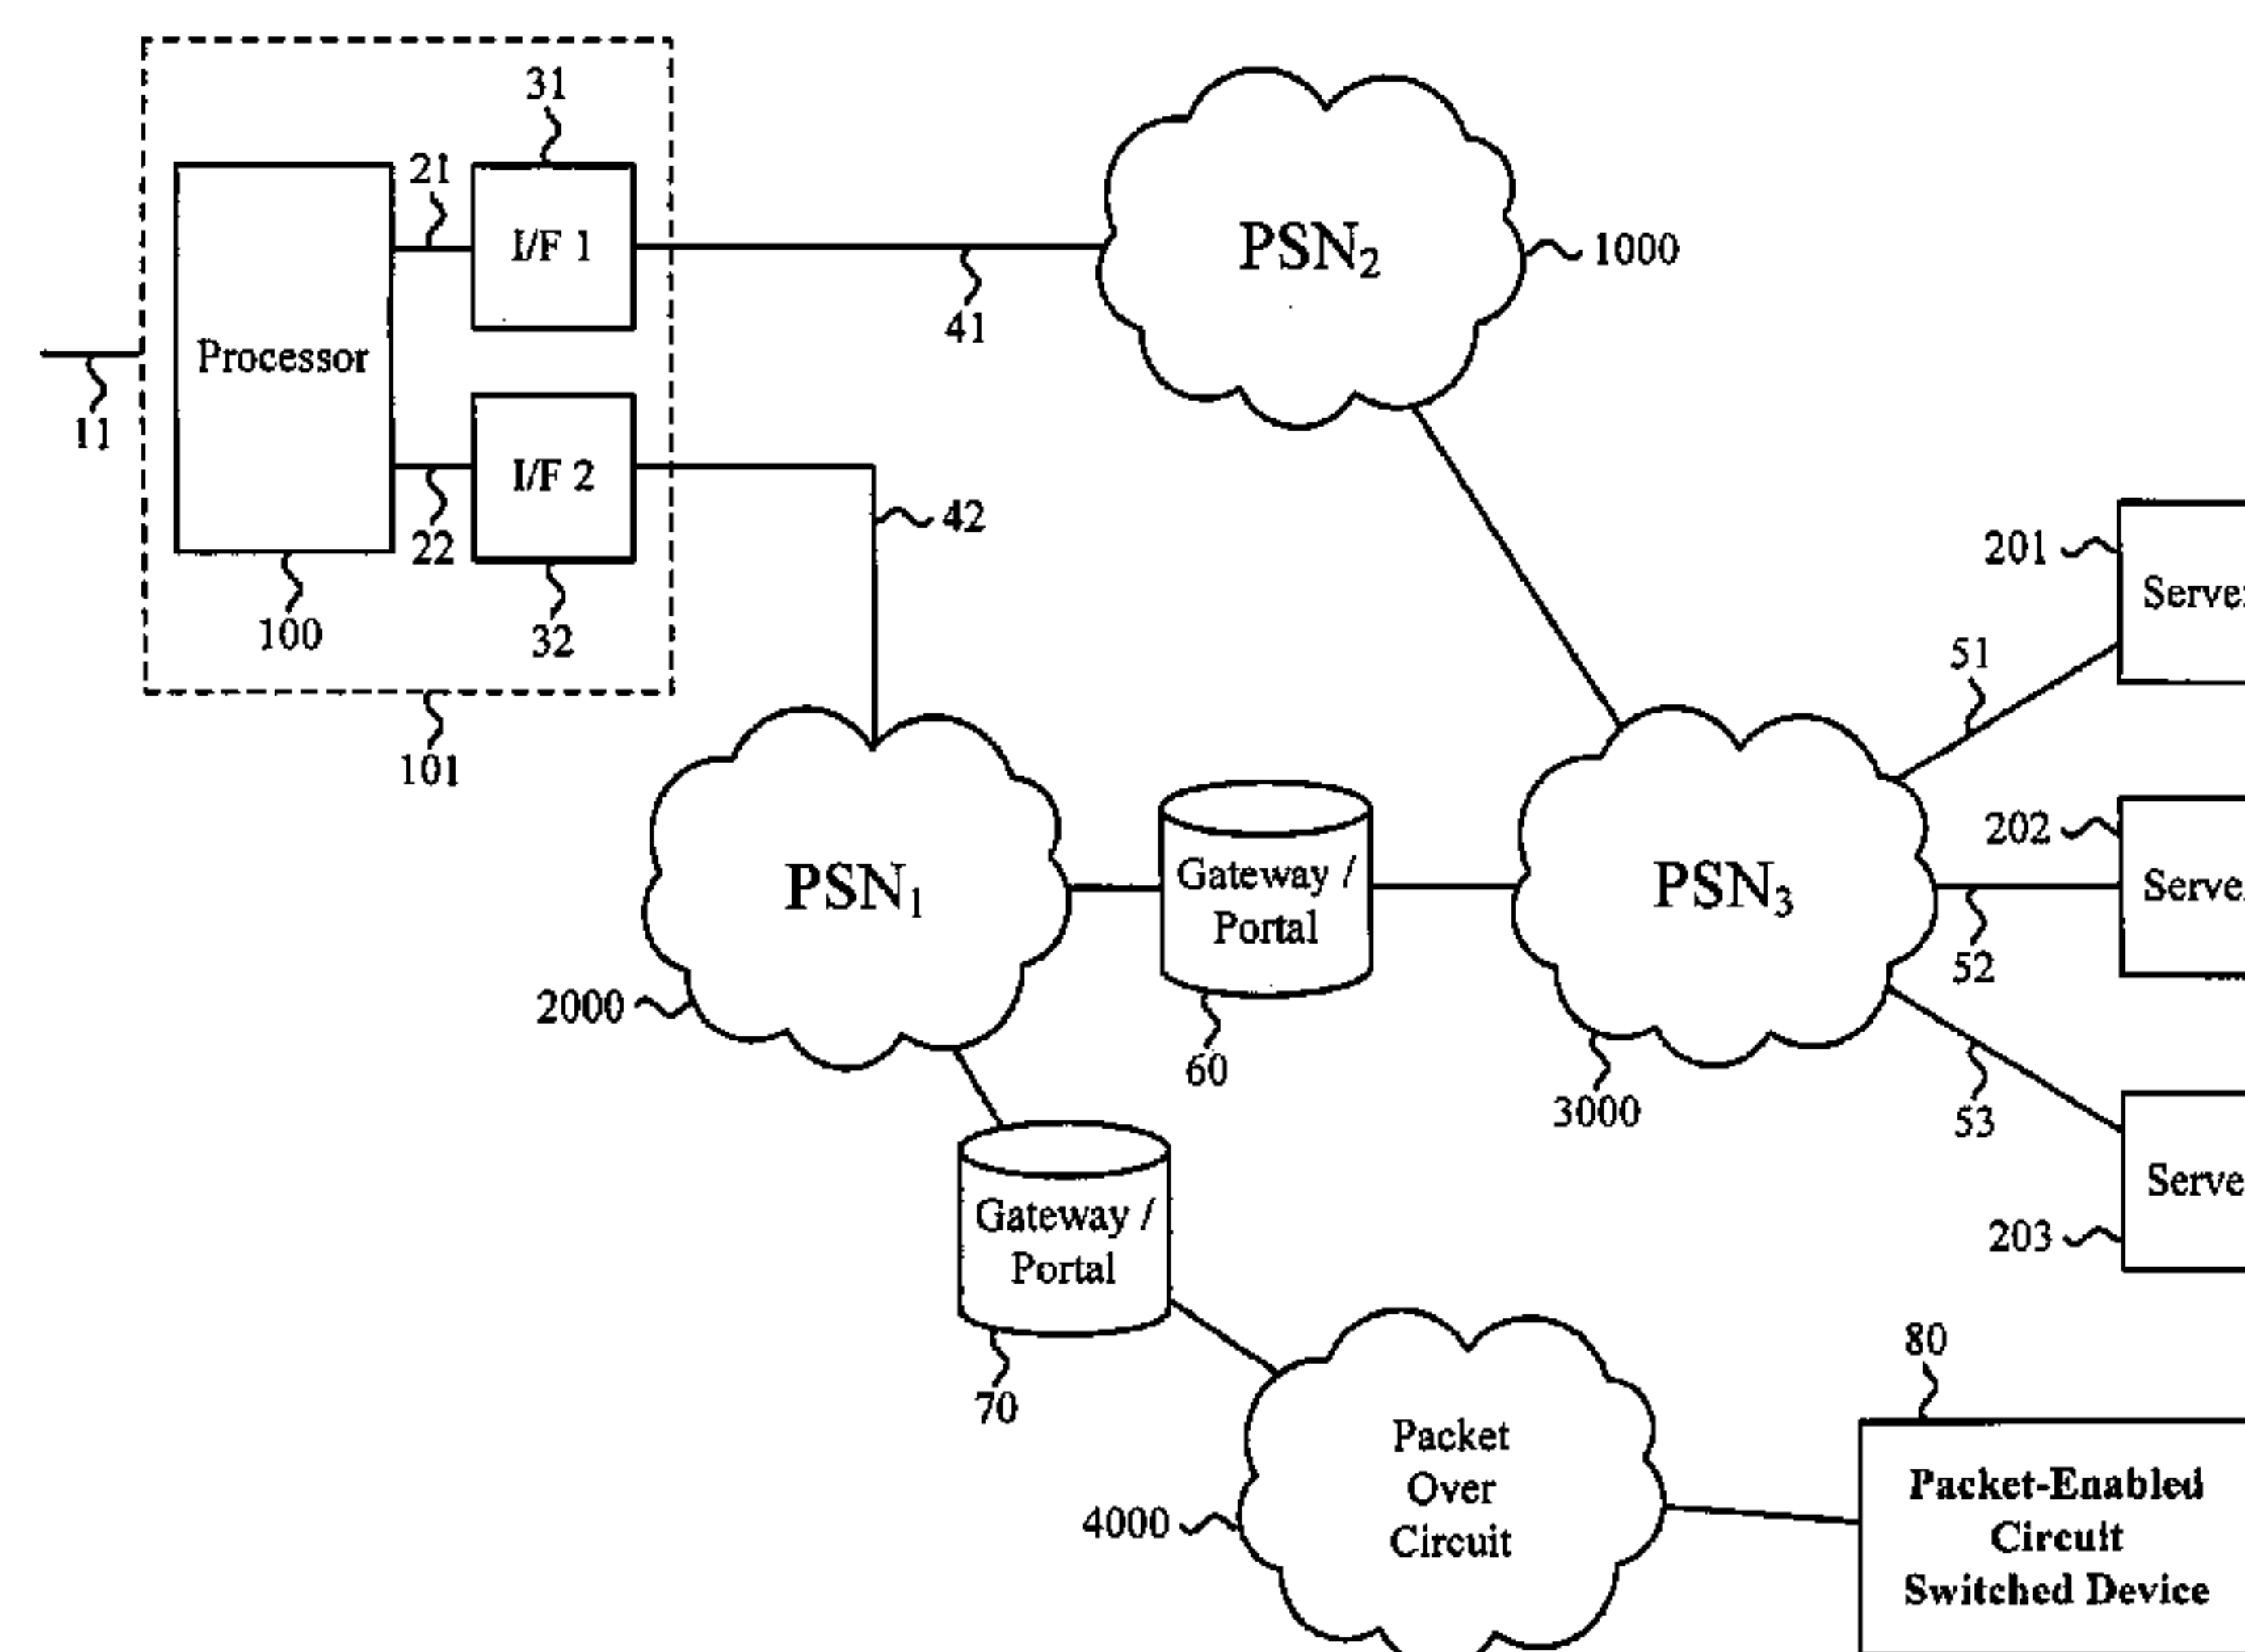 31
21
I/F 1
PSN₂
1000
41
Processor
11
I/F 2
42
22
100
32
101
201
51
202
PSN₁
Gateway /
Portal
PSN₃
52
2000
60
3000
53
203
Gateway /
Portal
70
80
Packet
Over
Circuit
4000
Packet-Enabled
Circuit
Switched Device